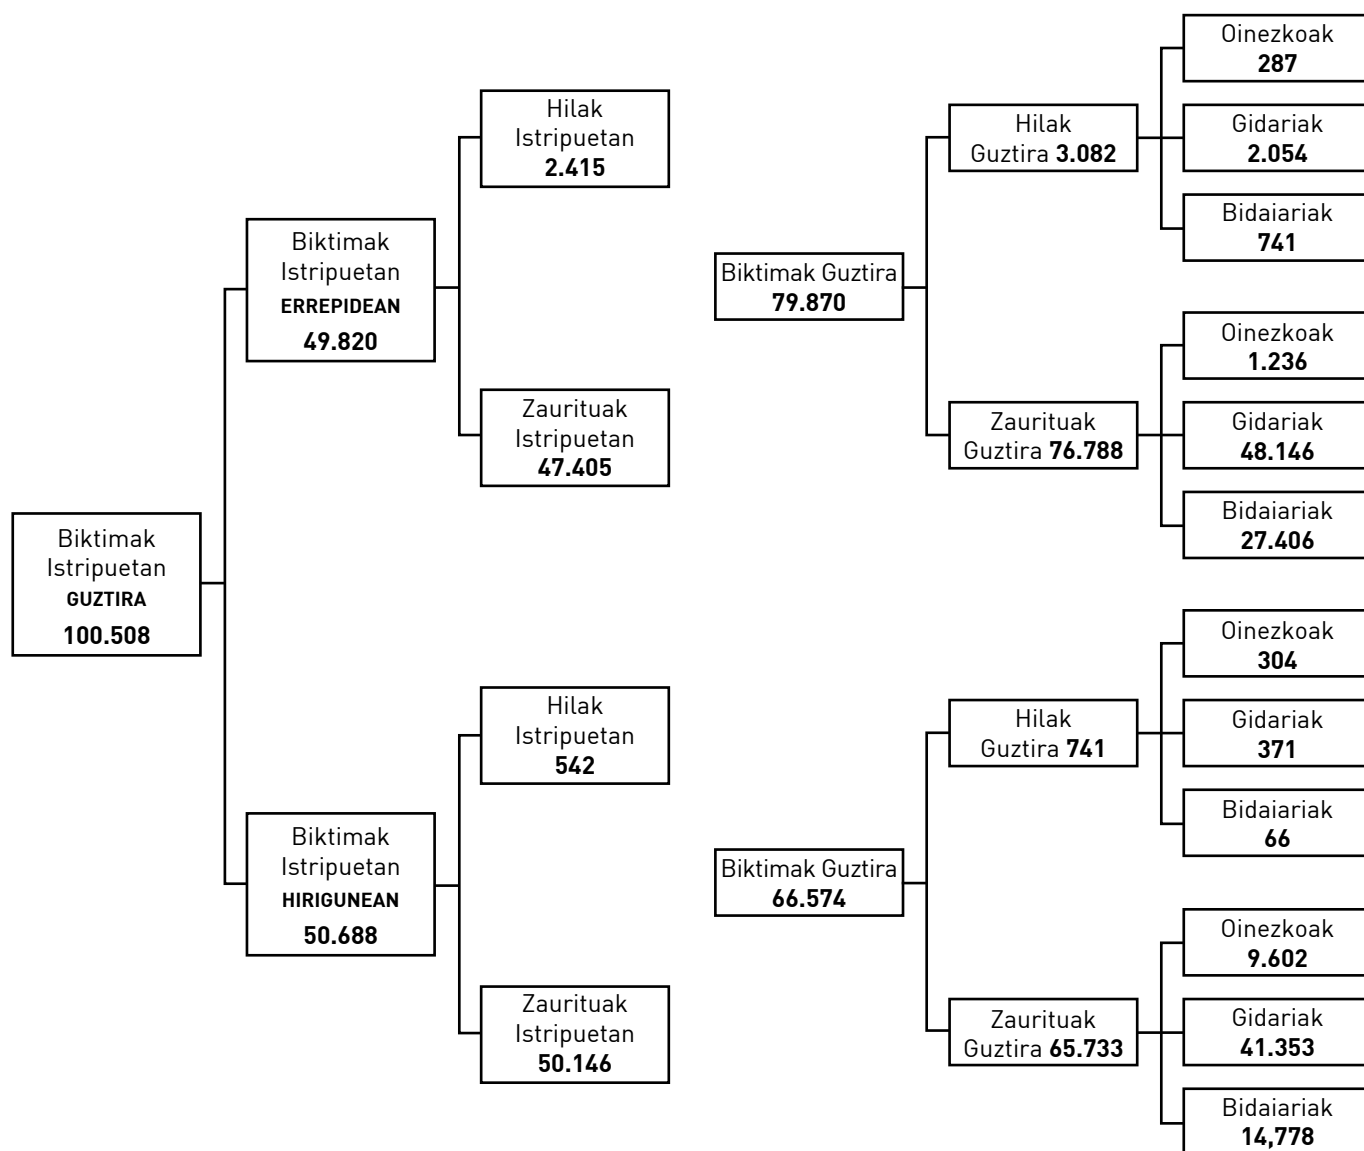 Biktimak
Istripuetan
GUZTIRA
100.508
Biktimak
Istripuetan
ERREPIDEAN
49.820
Hilak
Istripuetan
2.415
Zaurituak
Istripuetan
47.405
Biktimak Guztira
79.870
Hilak
Guztira 3.082
Oinezkoak
287
Gidariak
2.054
Bidaiariak
741
Zaurituak
Guztira 76.788
Oinezkoak
1.236
Gidariak
48.146
Bidaiariak
27.406
Biktimak
Istripuetan
HIRIGUNEAN
50.688
Hilak
Istripuetan
542
Zaurituak
Istripuetan
50.146
Biktimak Guztira
66.574
Hilak
Guztira 741
Oinezkoak
304
Gidariak
371
Bidaiariak
66
Zaurituak
Guztira 65.733
Oinezkoak
9.602
Gidariak
41.353
Bidaiariak
14,778